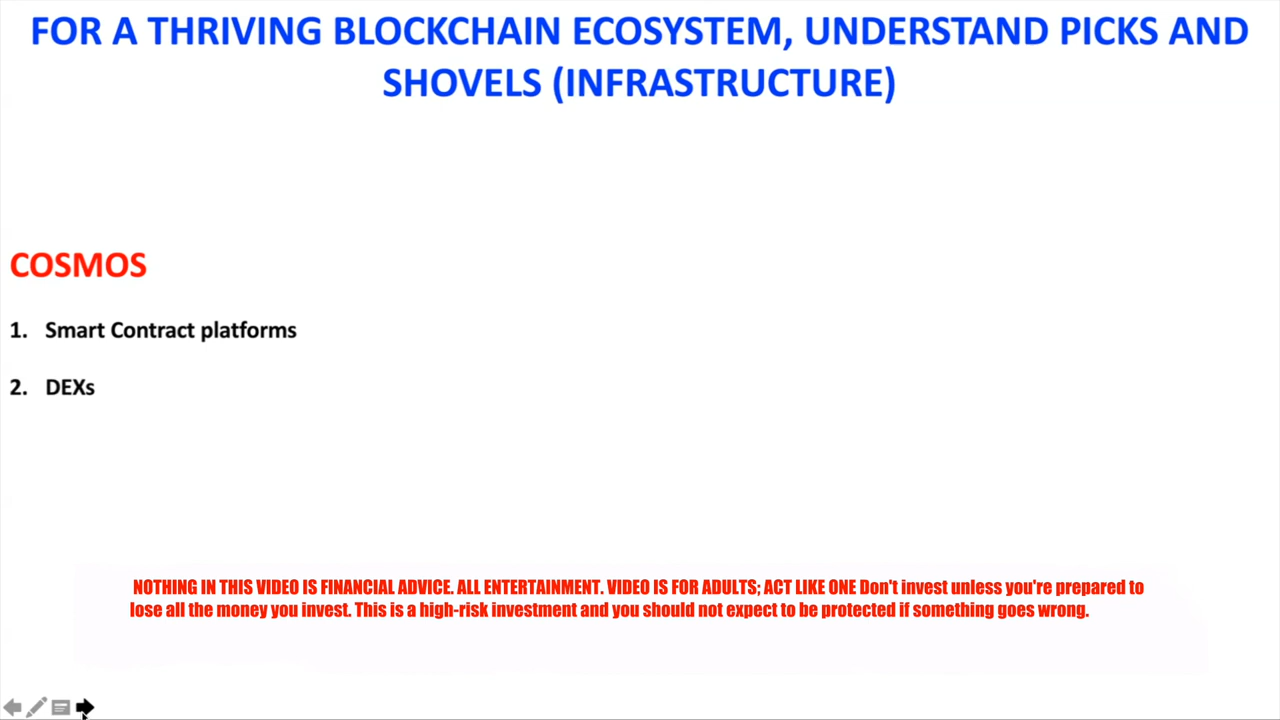 FOR A THRIVING BLOCKCHAIN ECOSYSTEM, UNDERSTAND PICKS AND
SHOVELS (INFRASTRUCTURE)
COSMOS
1. Smart Contract platforms
2. DEXs
NOTHING IN THIS VIDEO IS FINANCIAL ADVICE. ALL ENTERTAINMENT. VIDEO IS FOR ADULTS; ACT LIKE ONE Don't invest unless you're prepared to
lose all the money you invest. This is a high-risk investment and you should not expect to be protected if something goes wrong.